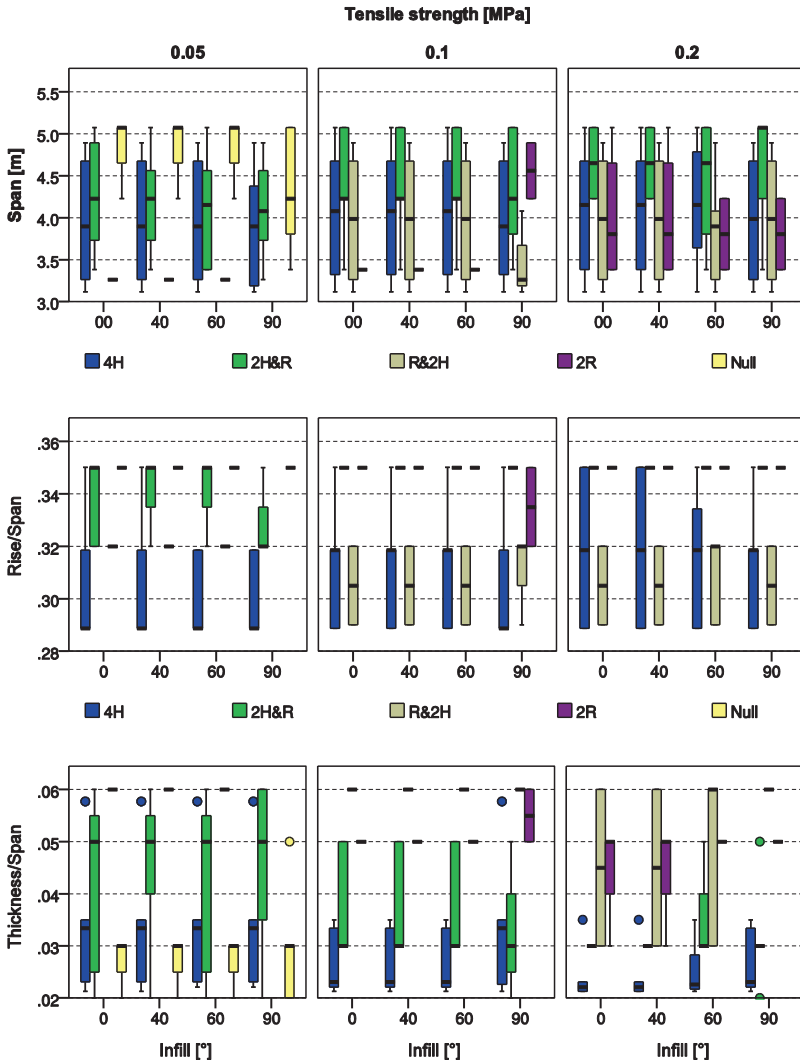 Tensile strength [MPa]
0.05 0.1 0.2
Span [m]
5.5
5.0
4.5
4.0
3.5
3.0
00 40 60 90 00 40 60 90 00 40 60 90
4H 2H&R R&2H 2R Null
Rise/Span
.36
.34
.32
.30
.28
0 40 60 90 0 40 60 90 0 40 60 90
4H 2H&R R&2H 2R Null
Thickness/Span
.06
.05
.04
.03
.02
0 40 60 90 0 40 60 90 0 40 60 90
Infill [°] Infill [°] Infill [°]